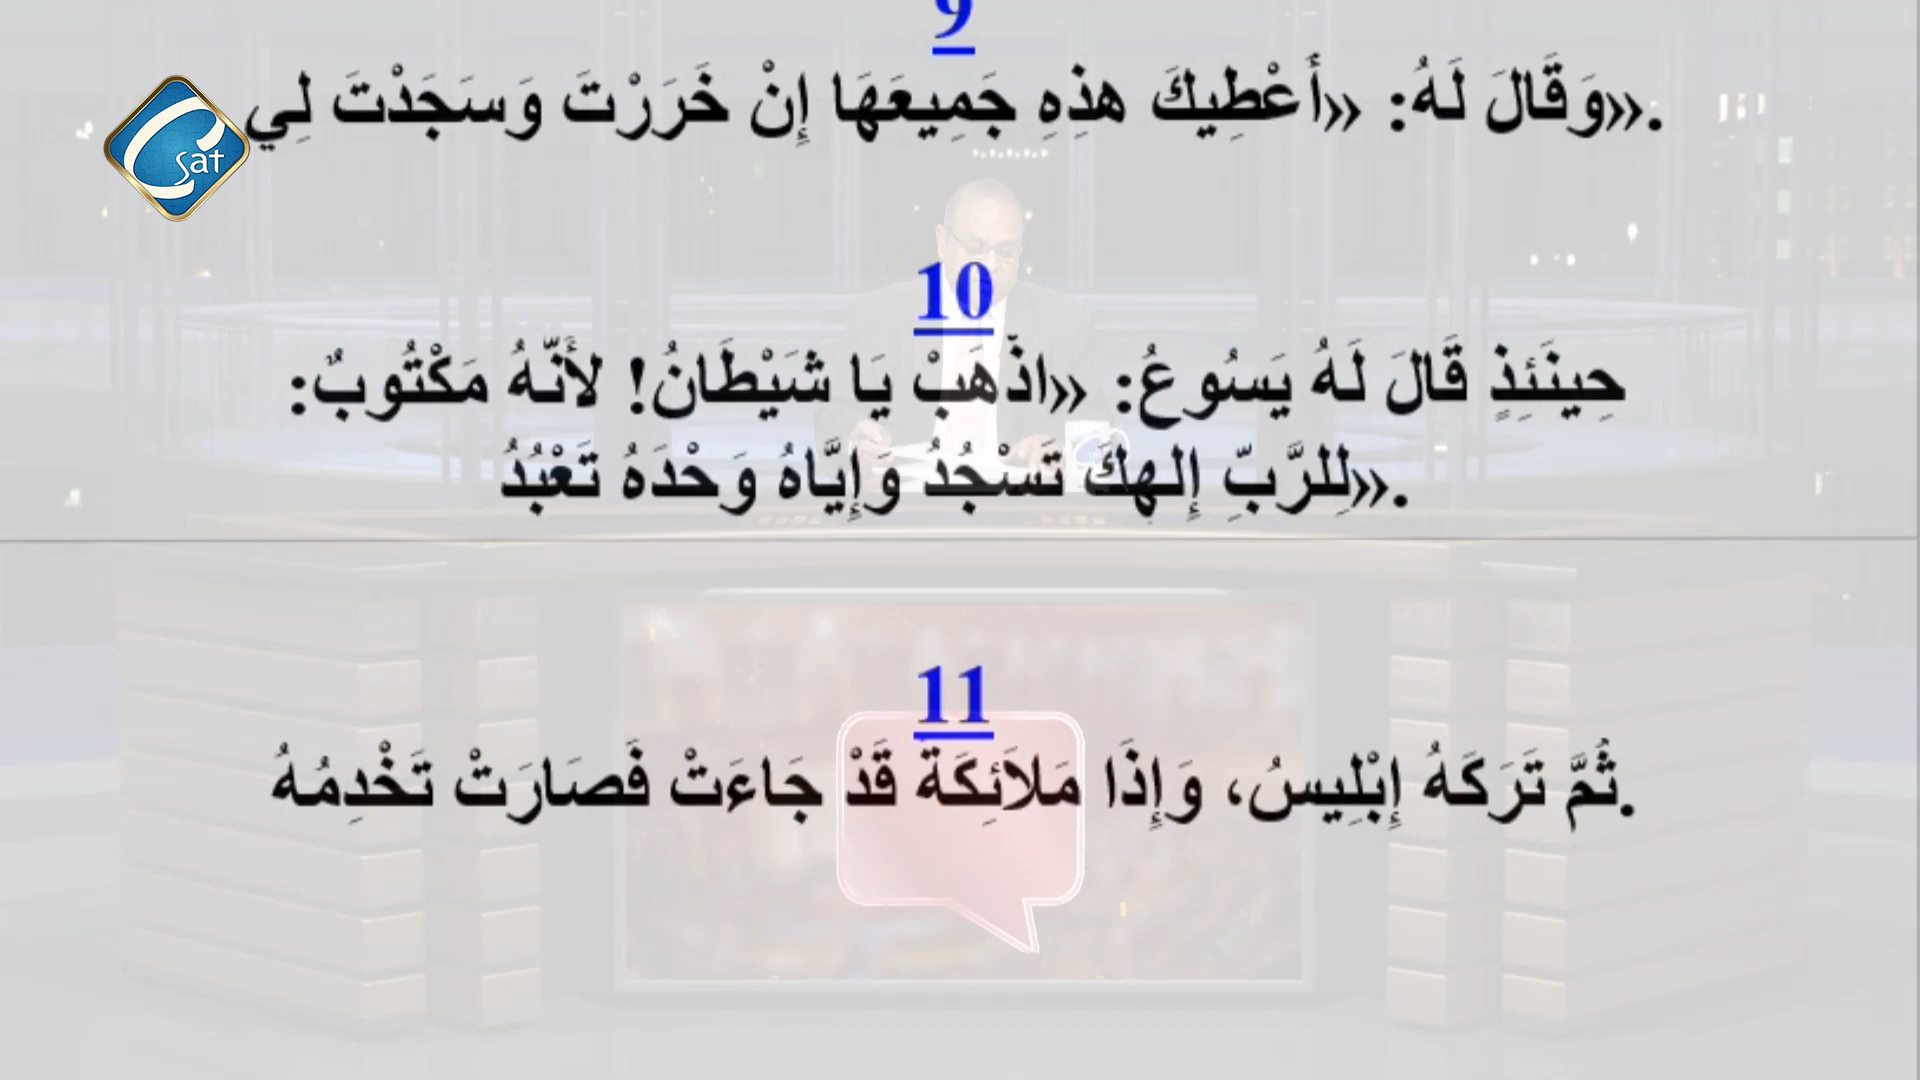 9
وَقَالَ لَهُ: «أُعْطِيكَ هذِهِ جَمِيعَهَا إِنْ خَرَرْتَ وَسَجَدْتَ لِي».
C sat
10
حِينَئِذٍ قَالَ لَهُ يَسُوعُ: «اذْهَبْ يَا شَيْطَانُ! لأَنَّهُ مَكْتُوبٌ:
لِلرَّبِّ إِلهِكَ تَسْجُدُ وَإِيَّاهُ وَحْدَهُ تَعْبُدُ».
11
ثُمَّ تَرَكَهُ إِبْلِيسُ، وَإِذَا مَلاَئِكَةٌ قَدْ جَاءَتْ فَصَارَتْ تَخْدِمُهُ.